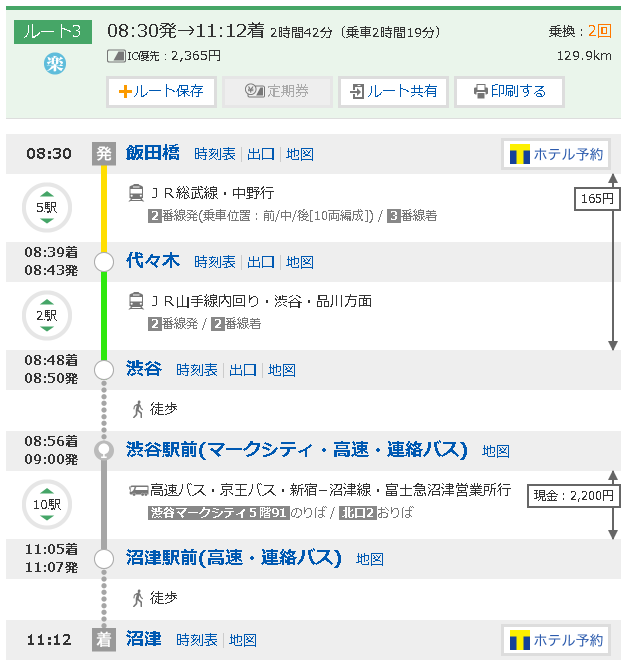 ルート3
08:30発→11:12着 2時間42分（乗車2時間19分）
乗換：2回
楽
IC優先：2,365円
129.9km
ルート保存
定期券
ルート共有
印刷する
08:30
発
飯田橋
時刻表
出口
地図
ホテル予約
5駅
ＪＲ総武線・中野行
2番線発(乗車位置：前/中/後[10両編成]) / 3番線着
165円
08:39着
08:43発
代々木
時刻表
出口
地図
2駅
ＪＲ山手線内回り・渋谷・品川方面
2番線発 / 2番線着
08:48着
08:50発
渋谷
時刻表
出口
地図
徒歩
08:56着
09:00発
渋谷駅前(マークシティ・高速・連絡バス)
地図
10駅
高速バス・京王バス・新宿−沼津線・富士急沼津営業所行
渋谷マークシティ５階91のりば / 北口2おりば
現金：2,200円
11:05着
11:07発
沼津駅前(高速・連絡バス)
地図
徒歩
11:12
着
沼津
時刻表
地図
ホテル予約